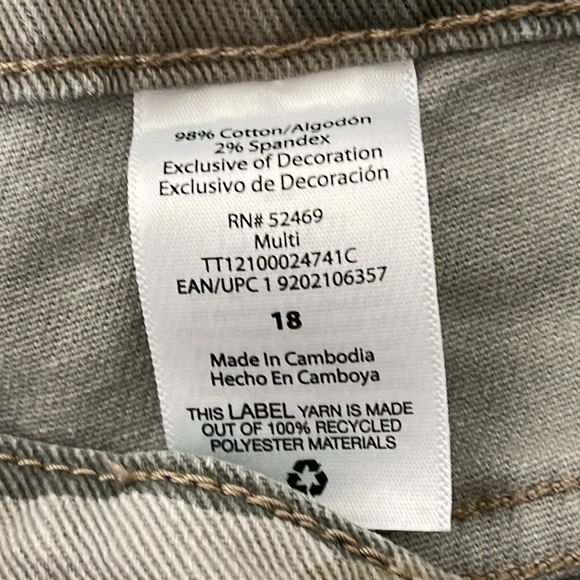 98% Cotton/Algodón
2% Spandex
Exclusive of Decoration
Exclusivo de Decoración
RN# 52469
Multi
TT12100024741C
EAN/UPC 1 9202106357
18
Made In Cambodia
Hecho En Camboya
THIS LABEL YARN IS MADE
OUT OF 100% RECYCLED
POLYESTER MATERIALS